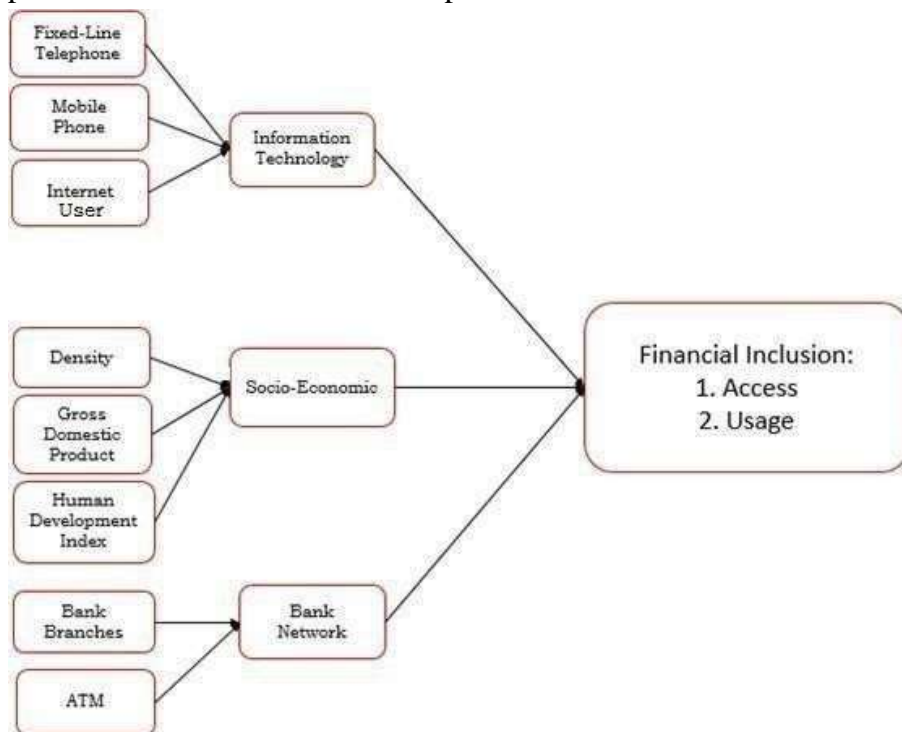 Fixed-Line
Telephone
Mobile
Phone
Internet
User
Information
Technology
Density
Gross
Domestic
Product
Human
Development
Index
Socio-Economic
Bank
Branches
ATM
Bank
Network
Financial Inclusion:
1. Access
2. Usage